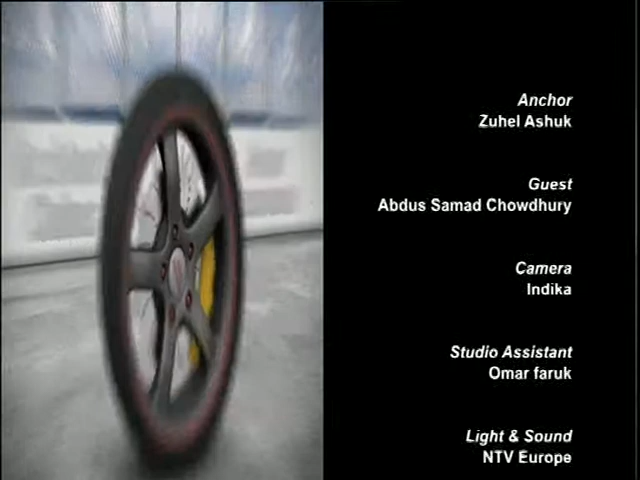 Anchor
Zuhel Ashuk
Guest
Abdus Samad Chowdhury
Camera
Indika
Studio Assistant
Omar faruk
Light & Sound
NTV Europe